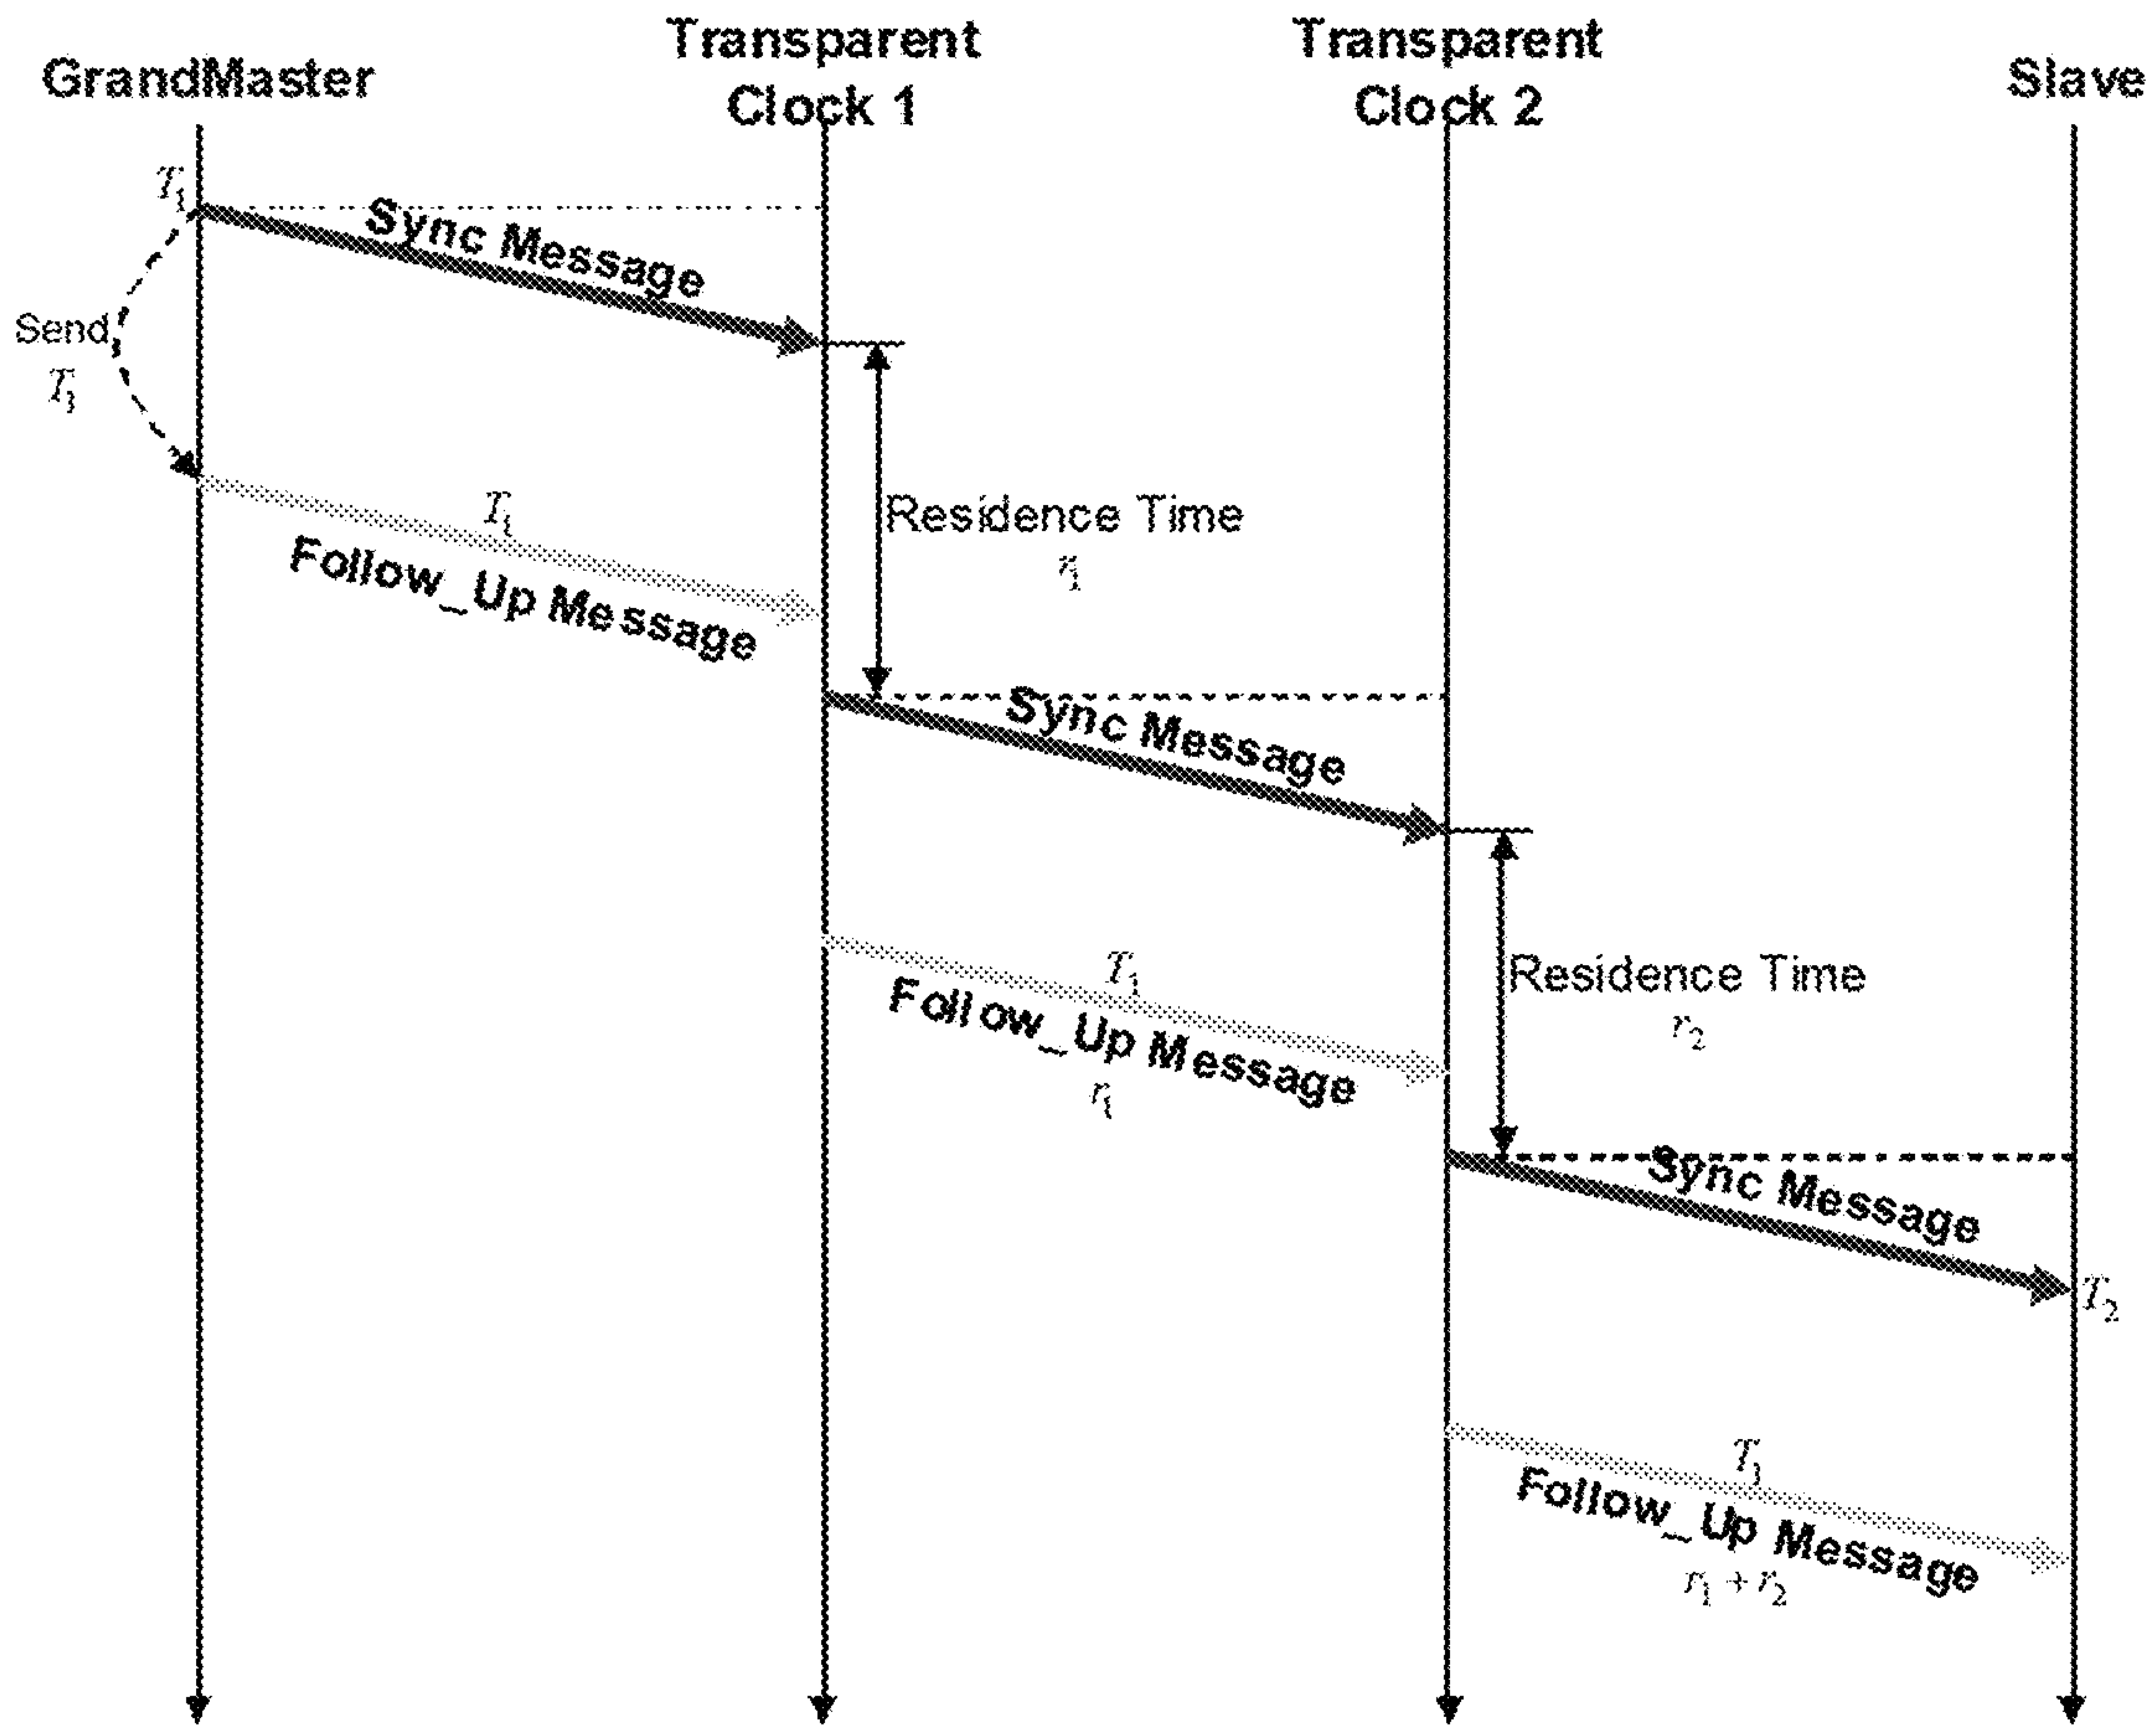 GrandMaster
Transparent
Clock 1
Transparent
Clock 2
Slave
T1
Sync Message
Send
T1
T1
Follow_Up Message
Residence Time
r1
Sync Message
T1
Follow_Up Message
r1
Residence Time
r2
Sync Message
T2
T1
Follow_Up Message
r1 + r2